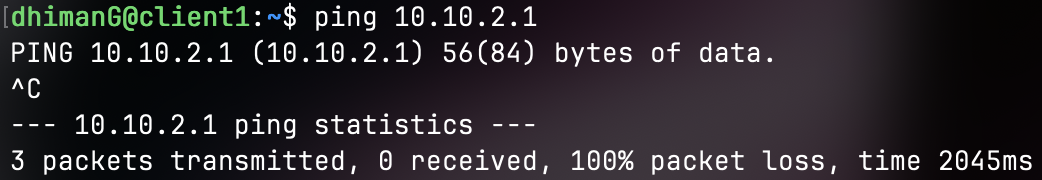 [dhimanG@client1:~$ ping 10.10.2.1
PING 10.10.2.1 (10.10.2.1) 56(84) bytes of data.
^C
--- 10.10.2.1 ping statistics ---
3 packets transmitted, 0 received, 100% packet loss, time 2045ms